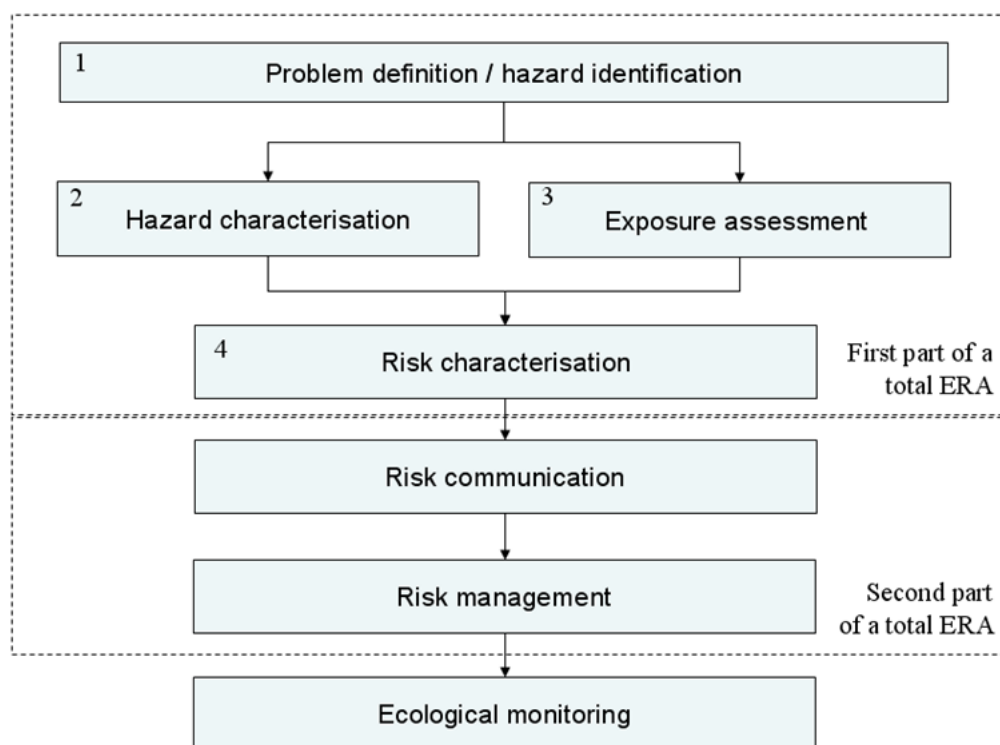 1
Problem definition / hazard identification
2
Hazard characterisation
3
Exposure assessment
4
Risk characterisation
First part of a
total ERA
Risk communication
Risk management
Second part
of a total ERA
Ecological monitoring